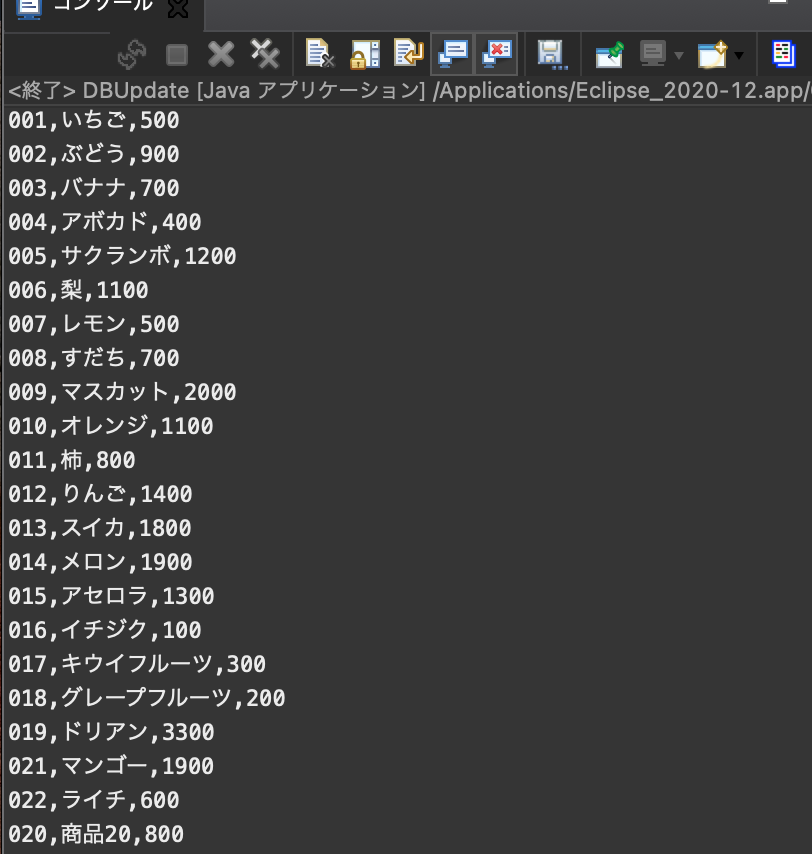 コンソール
<終了> DBUpdate [Java アプリケーション] /Applications/Eclipse_2020-12.app/
001,いちご,500
002,ぶどう,900
003,バナナ,700
004,アボカド,400
005,サクランボ,1200
006,梨,1100
007,レモン,500
008,すだち,700
009,マスカット,2000
010,オレンジ,1100
011,柿,800
012,りんご,1400
013,スイカ,1800
014,メロン,1900
015,アセロラ,1300
016,イチジク,100
017,キウイフルーツ,300
018,グレープフルーツ,200
019,ドリアン,3300
021,マンゴー,1900
022,ライチ,600
020,商品20,800